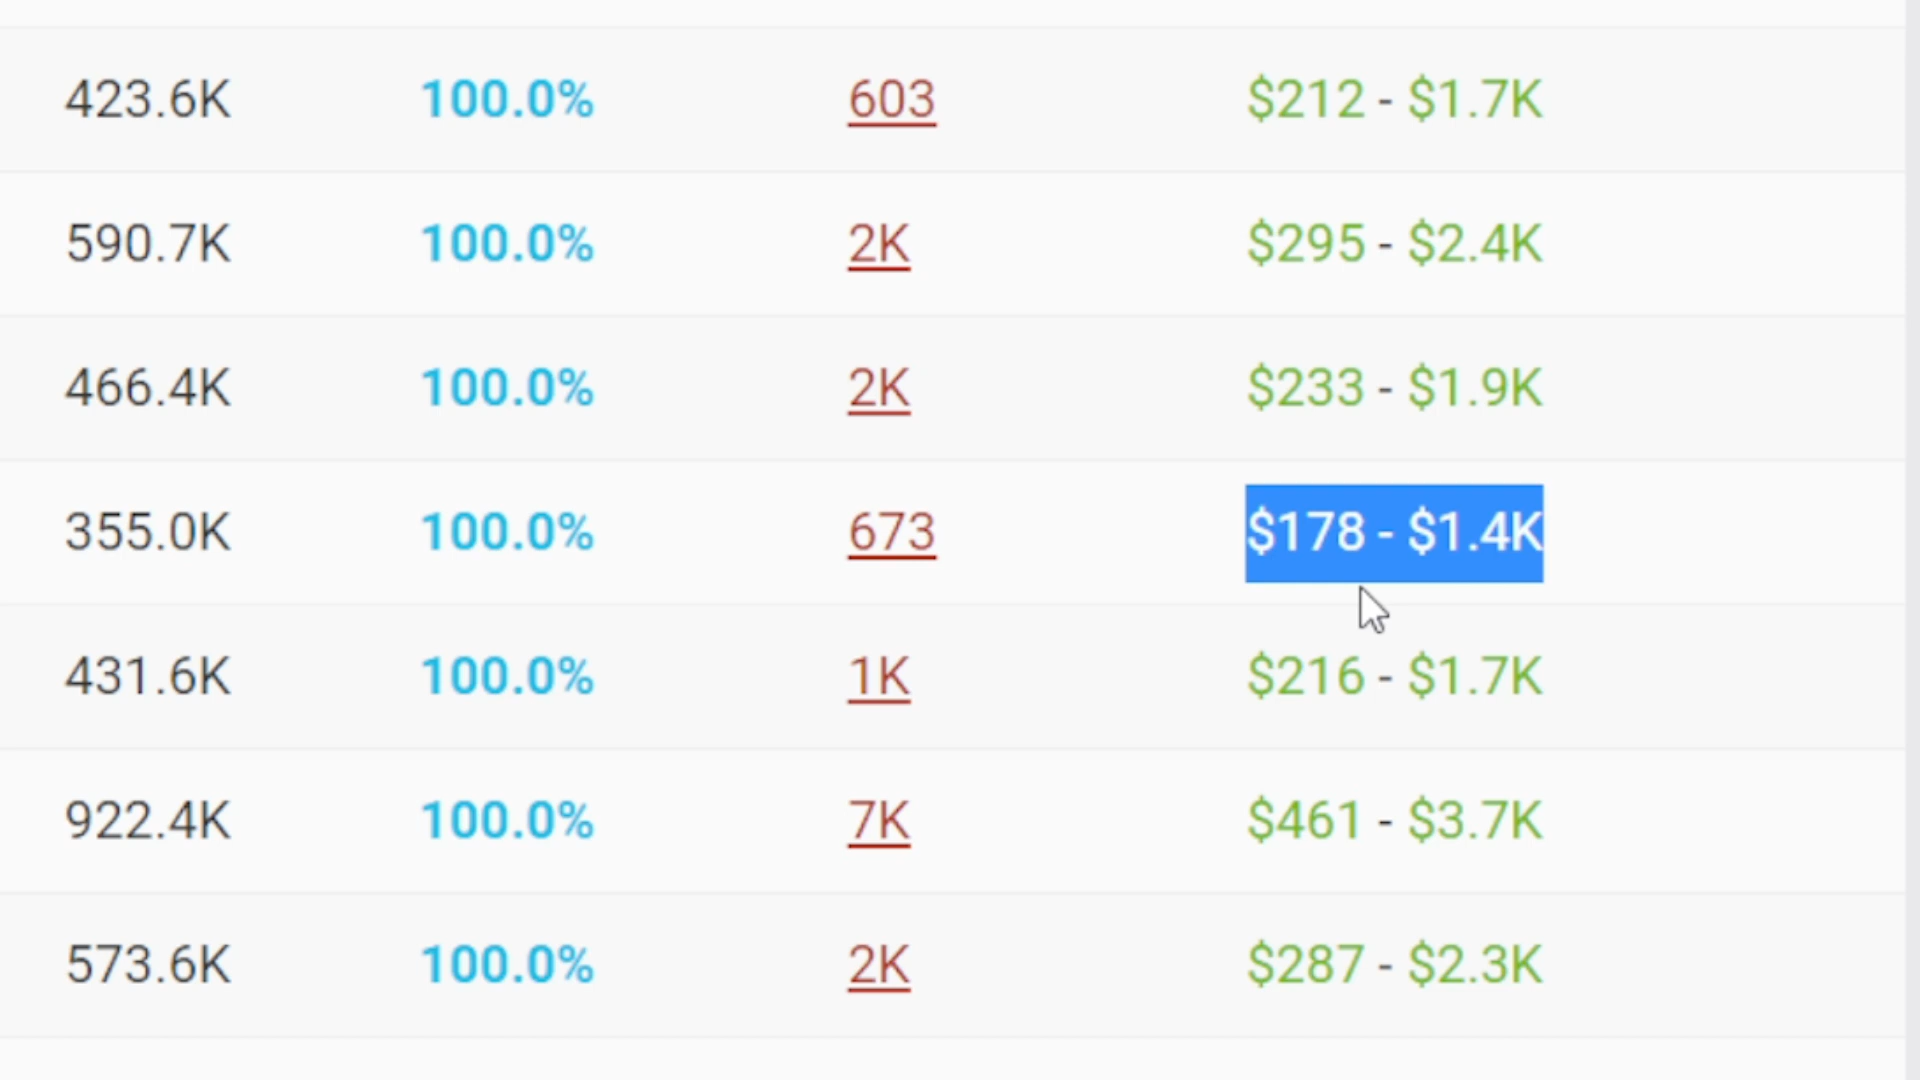 423.6K 100.0% 603 $212 - $1.7K
590.7K 100.0% 2K $295 - $2.4K
466.4K 100.0% 2K $233 - $1.9K
355.0K 100.0% 673 $178 - $1.4K
431.6K 100.0% 1K $216 - $1.7K
922.4K 100.0% 7K $461 - $3.7K
573.6K 100.0% 2K $287 - $2.3K